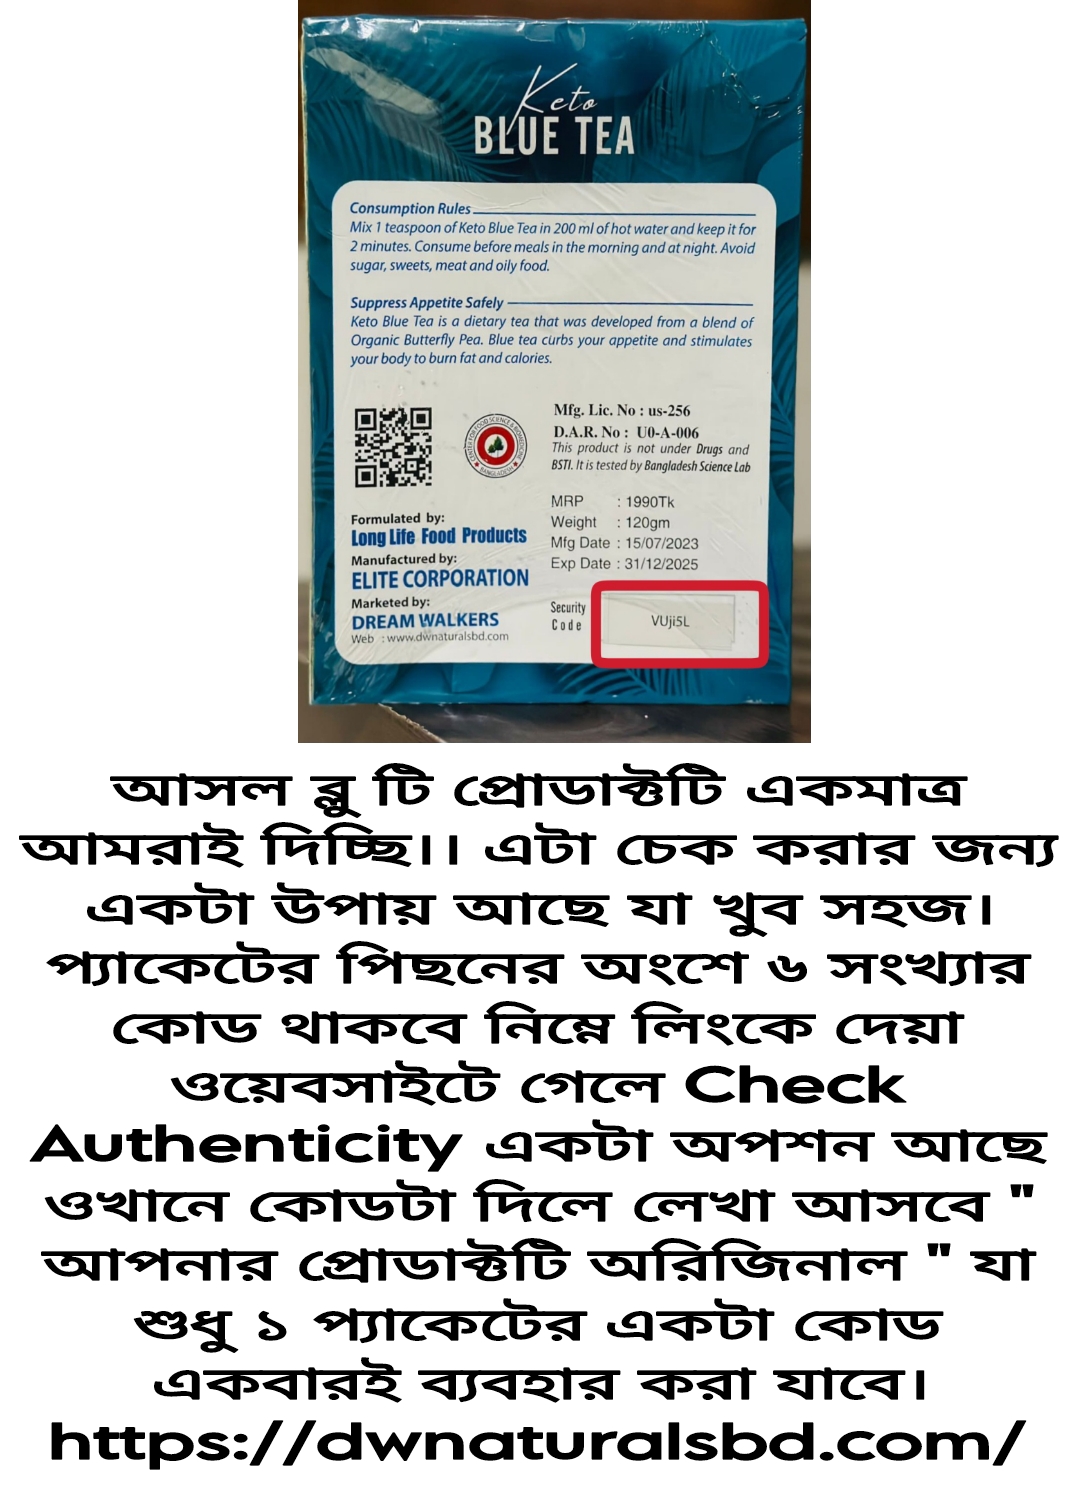 Keto
BLUE TEA
Consumption Rules
Mix 1 teaspoon of Keto Blue Tea in 200 ml of hot water and keep it for
2 minutes. Consume before meals in the morning and at night. Avoid
sugar, sweets, meat and oily food.
Suppress Appetite Safely
Keto Blue Tea is a dietary tea that was developed from a blend of
Organic Butterfly Pea. Blue tea curbs your appetite and stimulates
your body to burn fat and calories.
CENTER FOR FOOD SCIENCE & BIOMEDICINE
BANGLADESH
Mfg. Lic. No : us-256
D.A.R. No : U0-A-006
This product is not under Drugs and
BSTI. It is tested by Bangladesh Science Lab
MRP : 1990Tk
Weight : 120gm
Mfg Date : 15/07/2023
Exp Date : 31/12/2025
Formulated by:
Long Life Food Products
Manufactured by:
ELITE CORPORATION
Marketed by:
DREAM WALKERS
Web : www.dwnaturalsbd.com
Security
Code
VUji5L
আসল ব্লু টি প্রোডাক্টটি একমাত্র
আমরাই দিচ্ছি।। এটা চেক করার জন্য
একটা উপায় আছে যা খুব সহজ।
প্যাকেটের পিছনের অংশে ৬ সংখ্যার
কোড থাকবে নিম্নে লিংকে দেয়া
ওয়েবসাইটে গেলে Check
Authenticity একটা অপশন আছে
ওখানে কোডটা দিলে লেখা আসবে "
আপনার প্রোডাক্টটি অরিজিনাল " যা
শুধু ১ প্যাকেটের একটা কোড
একবারই ব্যবহার করা যাবে।
https://dwnaturalsbd.com/